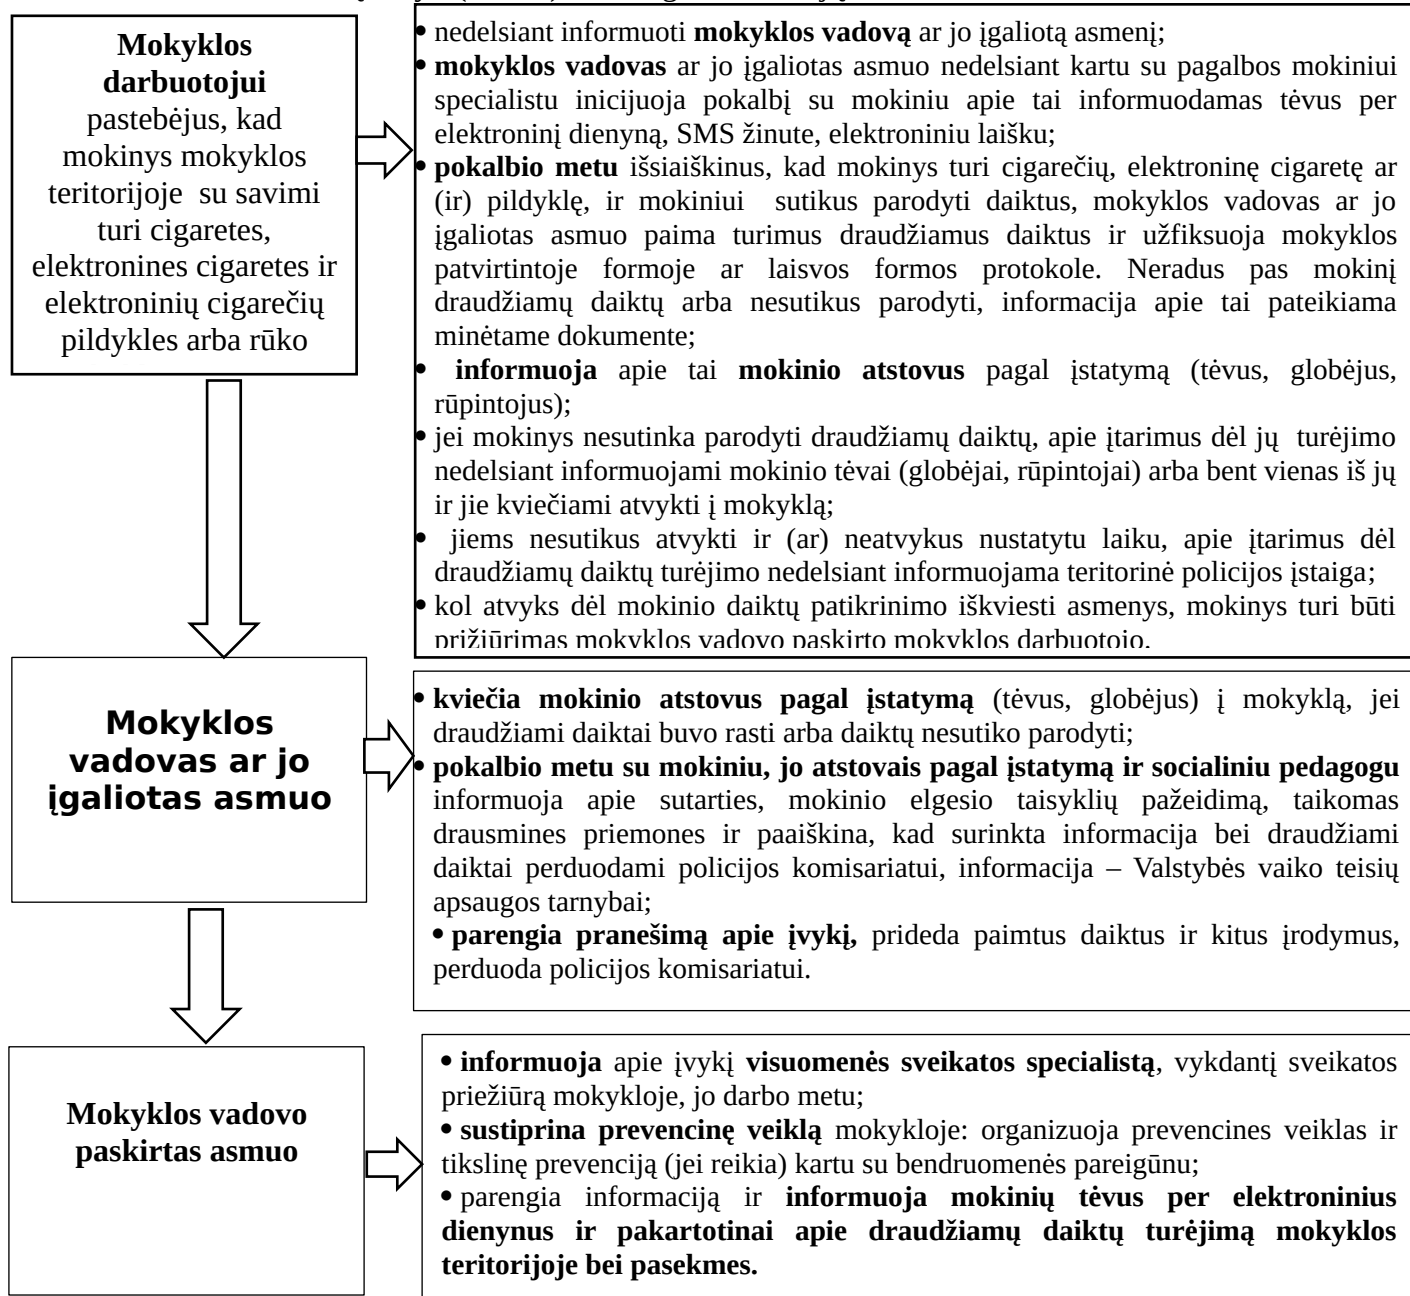 Mokyklos
darbuotojui
pastebėjus, kad
mokinys mokyklos
teritorijoje su savimi
turi cigaretes,
elektronines cigaretes ir
elektroninių cigarečių
pildykles arba rūko
• nedelsiant informuoti mokyklos vadovą ar jo įgaliotą asmenį;
• mokyklos vadovas ar jo įgaliotas asmuo nedelsiant kartu su pagalbos mokiniui
specialistu inicijuoja pokalbį su mokiniu apie tai informuodamas tėvus per
elektroninį dienyną, SMS žinute, elektroniniu laišku;
• pokalbio metu išsiaiškinus, kad mokinys turi cigarečių, elektroninę cigaretę ar
(ir) pildyklę, ir mokiniui sutikus parodyti daiktus, mokyklos vadovas ar jo
įgaliotas asmuo paima turimus draudžiamus daiktus ir užfiksuoja mokyklos
patvirtintoje formoje ar laisvos formos protokole. Neradus pas mokinį
draudžiamų daiktų arba nesutikus parodyti, informacija apie tai pateikiama
minėtame dokumente;
• informuoja apie tai mokinio atstovus pagal įstatymą (tėvus, globėjus,
rūpintojus);
• jei mokinys nesutinka parodyti draudžiamų daiktų, apie įtarimus dėl jų turėjimo
nedelsiant informuojami mokinio tėvai (globėjai, rūpintojai) arba bent vienas iš jų
ir jie kviečiami atvykti į mokyklą;
• jiems nesutikus atvykti ir (ar) neatvykus nustatytu laiku, apie įtarimus dėl
draudžiamų daiktų turėjimo nedelsiant informuojama teritorinė policijos įstaiga;
• kol atvyks dėl mokinio daiktų patikrinimo iškviesti asmenys, mokinys turi būti
prižiūrimas mokyklos vadovo paskirto mokyklos darbuotojo.
Mokyklos
vadovas ar jo
įgaliotas asmuo
• kviečia mokinio atstovus pagal įstatymą (tėvus, globėjus) į mokyklą, jei
draudžiami daiktai buvo rasti arba daiktų nesutiko parodyti;
• pokalbio metu su mokiniu, jo atstovais pagal įstatymą ir socialiniu pedagogu
informuoja apie sutarties, mokinio elgesio taisyklių pažeidimą, taikomas
drausmines priemones ir paaiškina, kad surinkta informacija bei draudžiami
daiktai perduodami policijos komisariatui, informacija – Valstybės vaiko teisių
apsaugos tarnybai;
• parengia pranešimą apie įvykį, prideda paimtus daiktus ir kitus įrodymus,
perduoda policijos komisariatui.
Mokyklos vadovo
paskirtas asmuo
• informuoja apie įvykį visuomenės sveikatos specialistą, vykdantį sveikatos
priežiūrą mokykloje, jo darbo metu;
• sustiprina prevencinę veiklą mokykloje: organizuoja prevencines veiklas ir
tikslinę prevenciją (jei reikia) kartu su bendruomenės pareigūnu;
• parengia informaciją ir informuoja mokinių tėvus per elektroninius
dienynus ir pakartotinai apie draudžiamų daiktų turėjimą mokyklos
teritorijoje bei pasekmes.